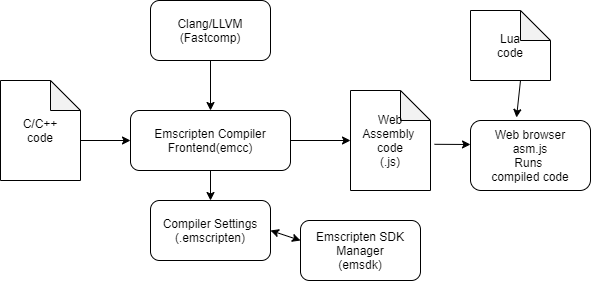 Clang/LLVM
(Fastcomp)
Lua
code
C/C++
code
Emscripten Compiler
Frontend(emcc)
Web
Assembly
code
(.js)
Web browser
asm.js
Runs
compiled code
Compiler Settings
(.emscripten)
Emscripten SDK
Manager
(emsdk)